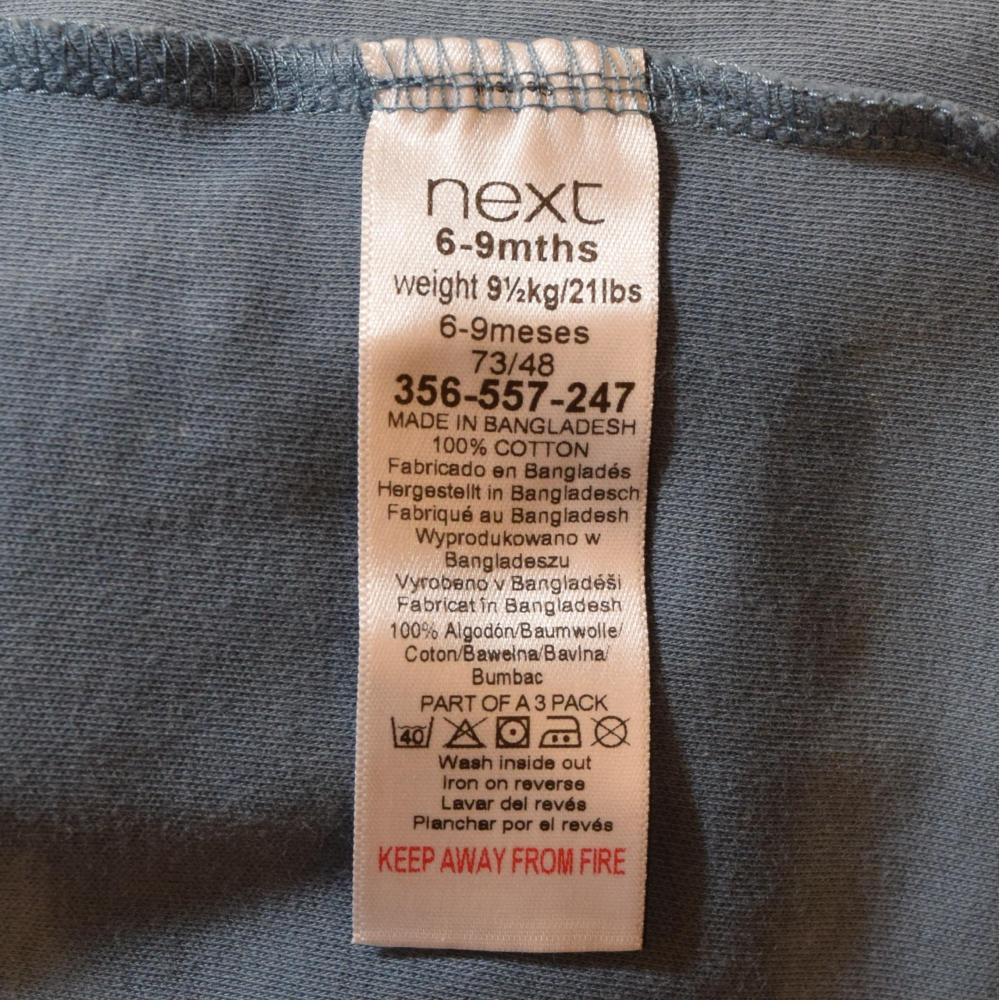 next
6-9mths
weight 9½kg/21lbs
6-9meses
73/48
356-557-247
MADE IN BANGLADESH
100% COTTON
Fabricado en Bangladés
Hergestellt in Bangladesch
Fabriqué au Bangladesh
Wyprodukowano w
Bangladeszu
Vyrobeno v Bangladéši
Fabricat în Bangladesh
100% Algodón/Baumwolle/
Coton/Bawełna/Bavlna/
Bumbac
PART OF A 3 PACK
40
Wash inside out
Iron on reverse
Lavar del revés
Planchar por el revés
KEEP AWAY FROM FIRE